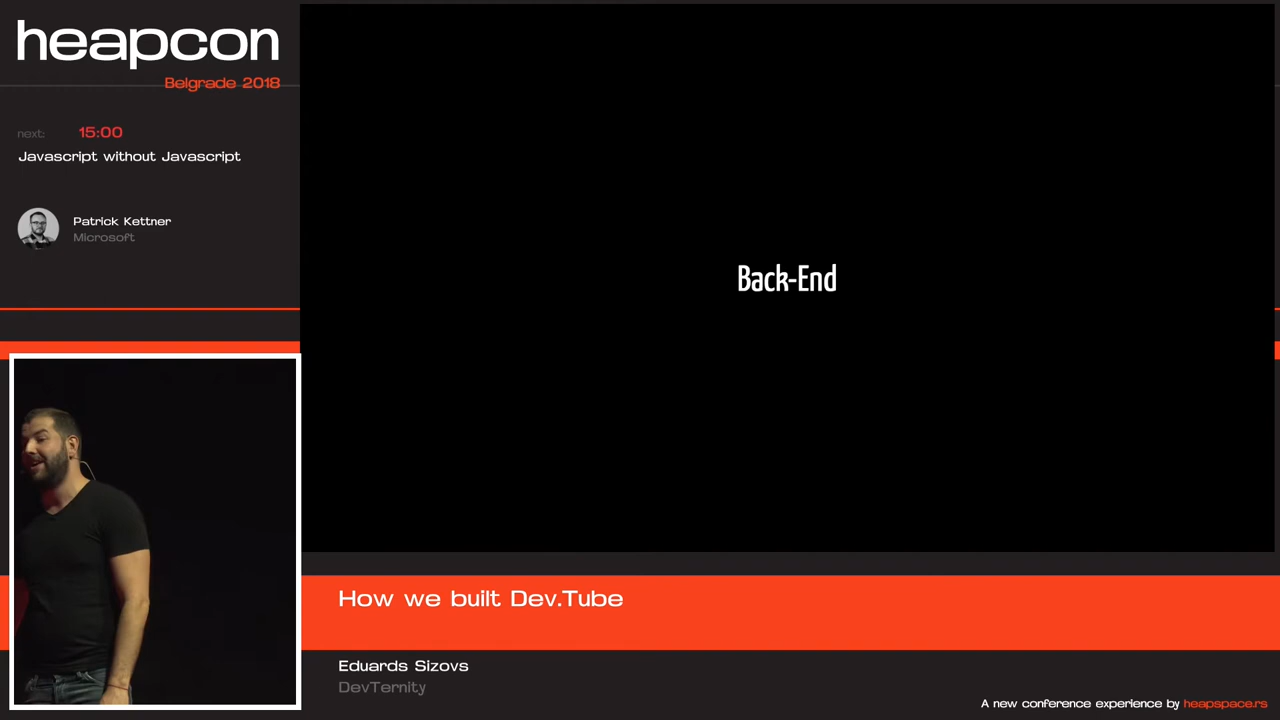 heapcon
Belgrade 2018
next: 15:00
Javascript without Javascript
Patrick Kettner
Microsoft
Back-End
How we built Dev.Tube
Eduards Sizovs
DevTernity
A new conference experience by heapspace.rs